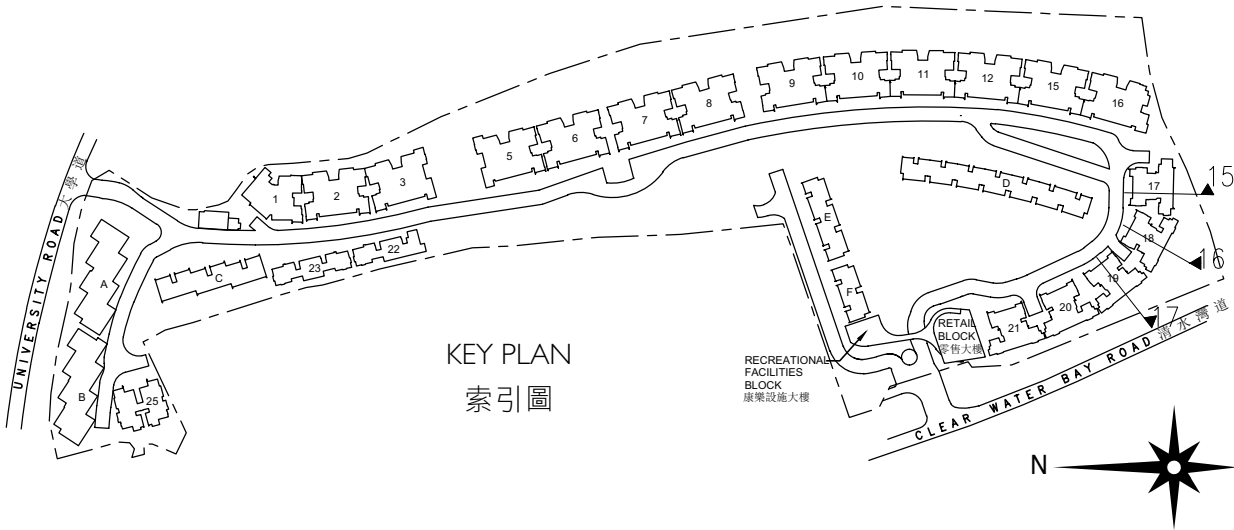 9
10
11
12
15
16
8
7
6
5
3
2
1
17
15
18
16
19
17
20
21
D
E
F
22
23
C
A
B
25
UNIVERSITY ROAD 大學道
KEY PLAN
索引圖
RETAIL
BLOCK
零售大樓
RECREATIONAL
FACILITIES
BLOCK
康樂設施大樓
CLEAR WATER BAY ROAD 清水灣道
N